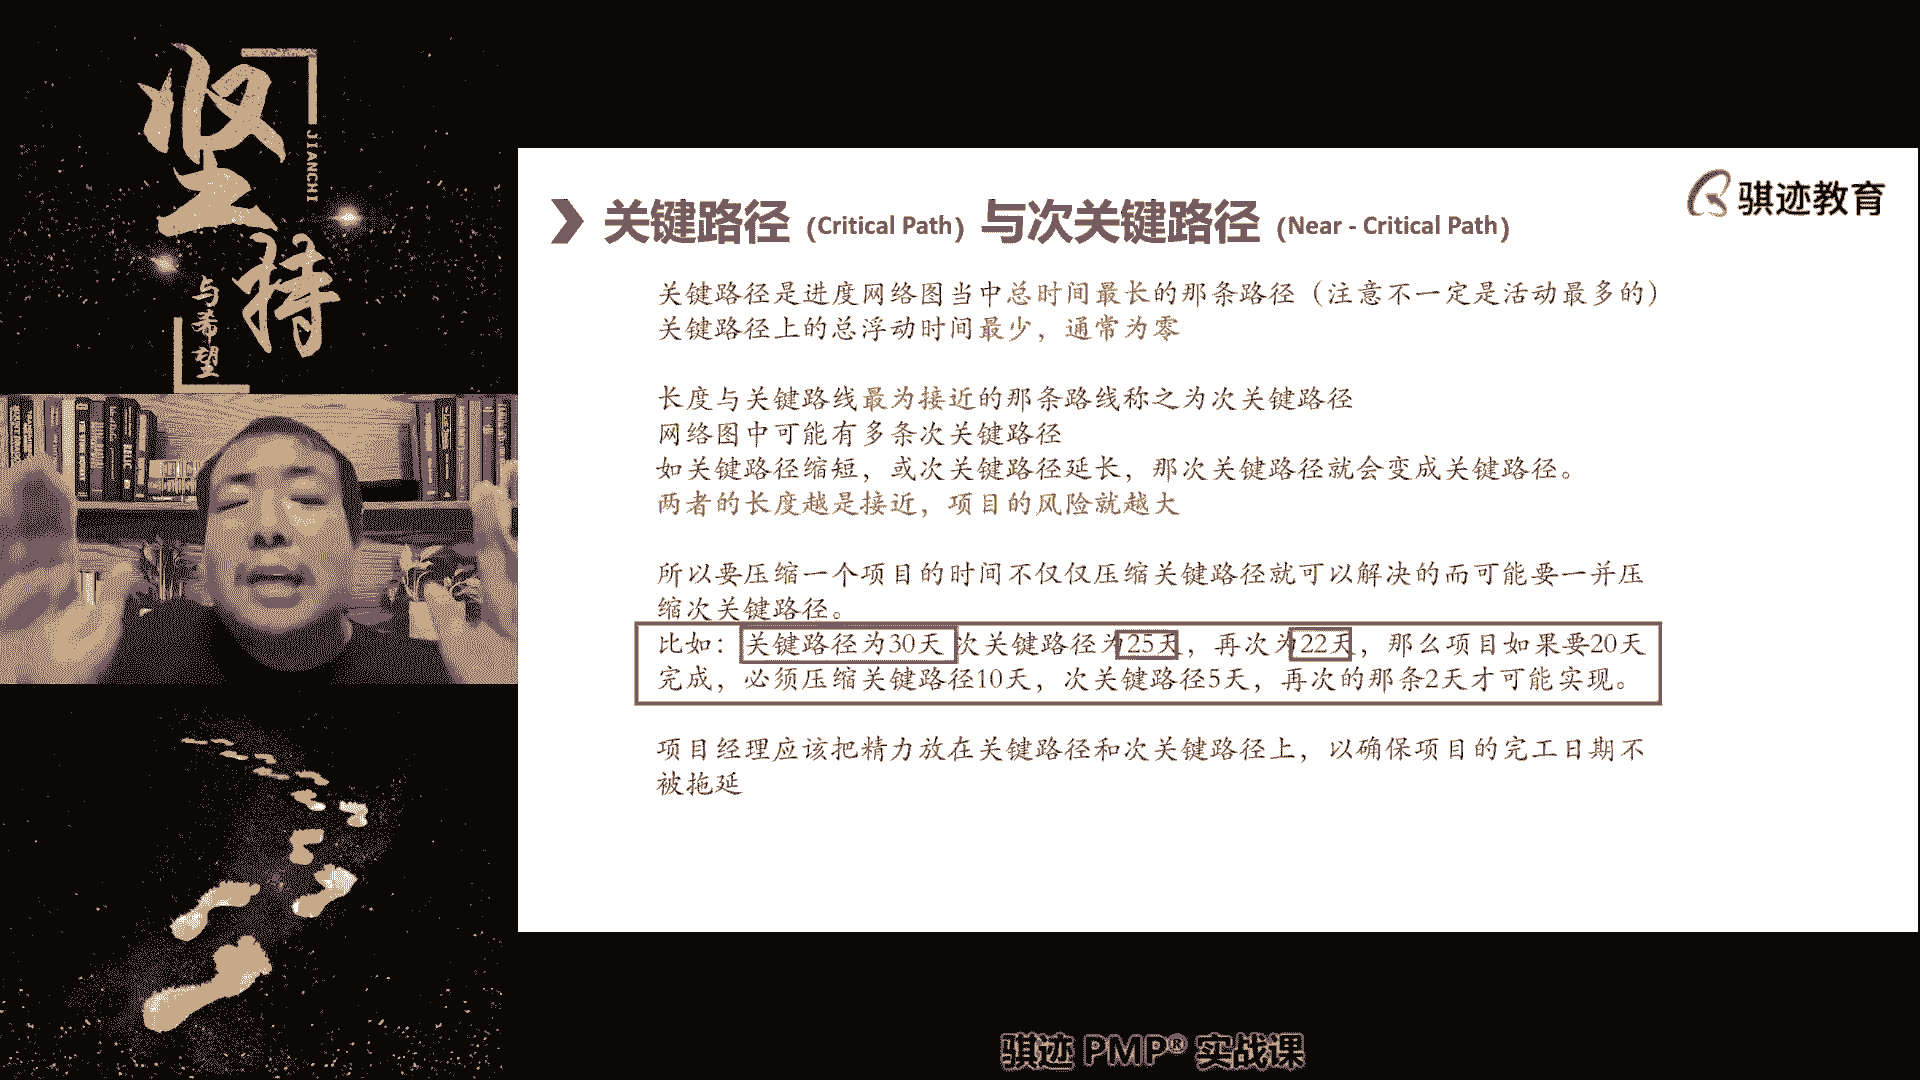 坚持
JIANCHI
与希望
骐迹教育
关键路径 (Critical Path) 与次关键路径 (Near - Critical Path)
关键路径是进度网络图当中总时间最长的那条路径（注意不一定是活动最多的）
关键路径上的总浮动时间最少，通常为零
长度与关键路线最为接近的那条路线称之为次关键路径
网络图中可能有多条次关键路径
如关键路径缩短，或次关键路径延长，那次关键路径就会变成关键路径。
两者的长度越是接近，项目的风险就越大
所以要压缩一个项目的时间不仅仅压缩关键路径就可以解决的而可能要一并压
缩次关键路径。
比如：关键路径为30天 次关键路径为25天，再次为22天，那么项目如果要20天
完成，必须压缩关键路径10天，次关键路径5天，再次的那条2天才可能实现。
项目经理应该把精力放在关键路径和次关键路径上，以确保项目的完工日期不
被拖延
骐迹 PMP® 实战课